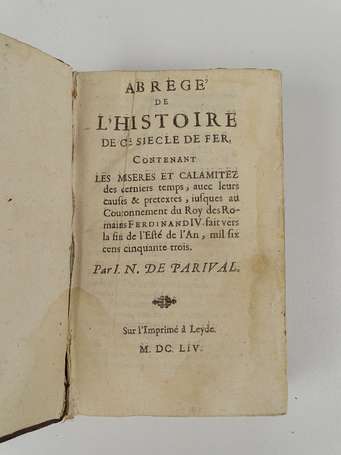 ABREGE'
DE
L'HISTOIRE
DE CE SIECLE DE FER,
CONTENANT
LES MISERES ET CALAMITEZ
des derniers temps, avec leurs
causes & pretextes, iusques au
Couronnement du Roy des Ro-
mains FERDINAND IV. fait vers
la fin de l'Esté de l'An, mil six
cens cinquante trois.
Par I. N. DE PARIVAL.
Sur l'Imprimé à Leyde.
M. DC. LIV.